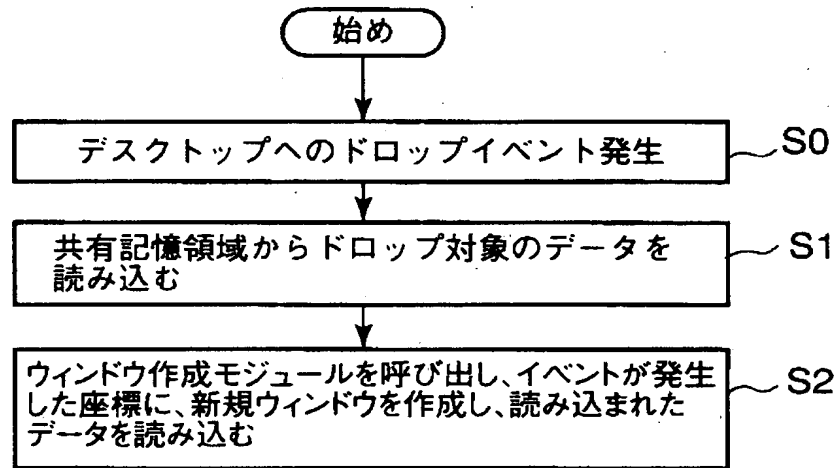 始め
デスクトップへのドロップイベント発生
S0
共有記憶領域からドロップ対象のデータを
読み込む
S1
ウィンドウ作成モジュールを呼び出し、イベントが発生
した座標に、新規ウィンドウを作成し、読み込まれた
データを読み込む
S2